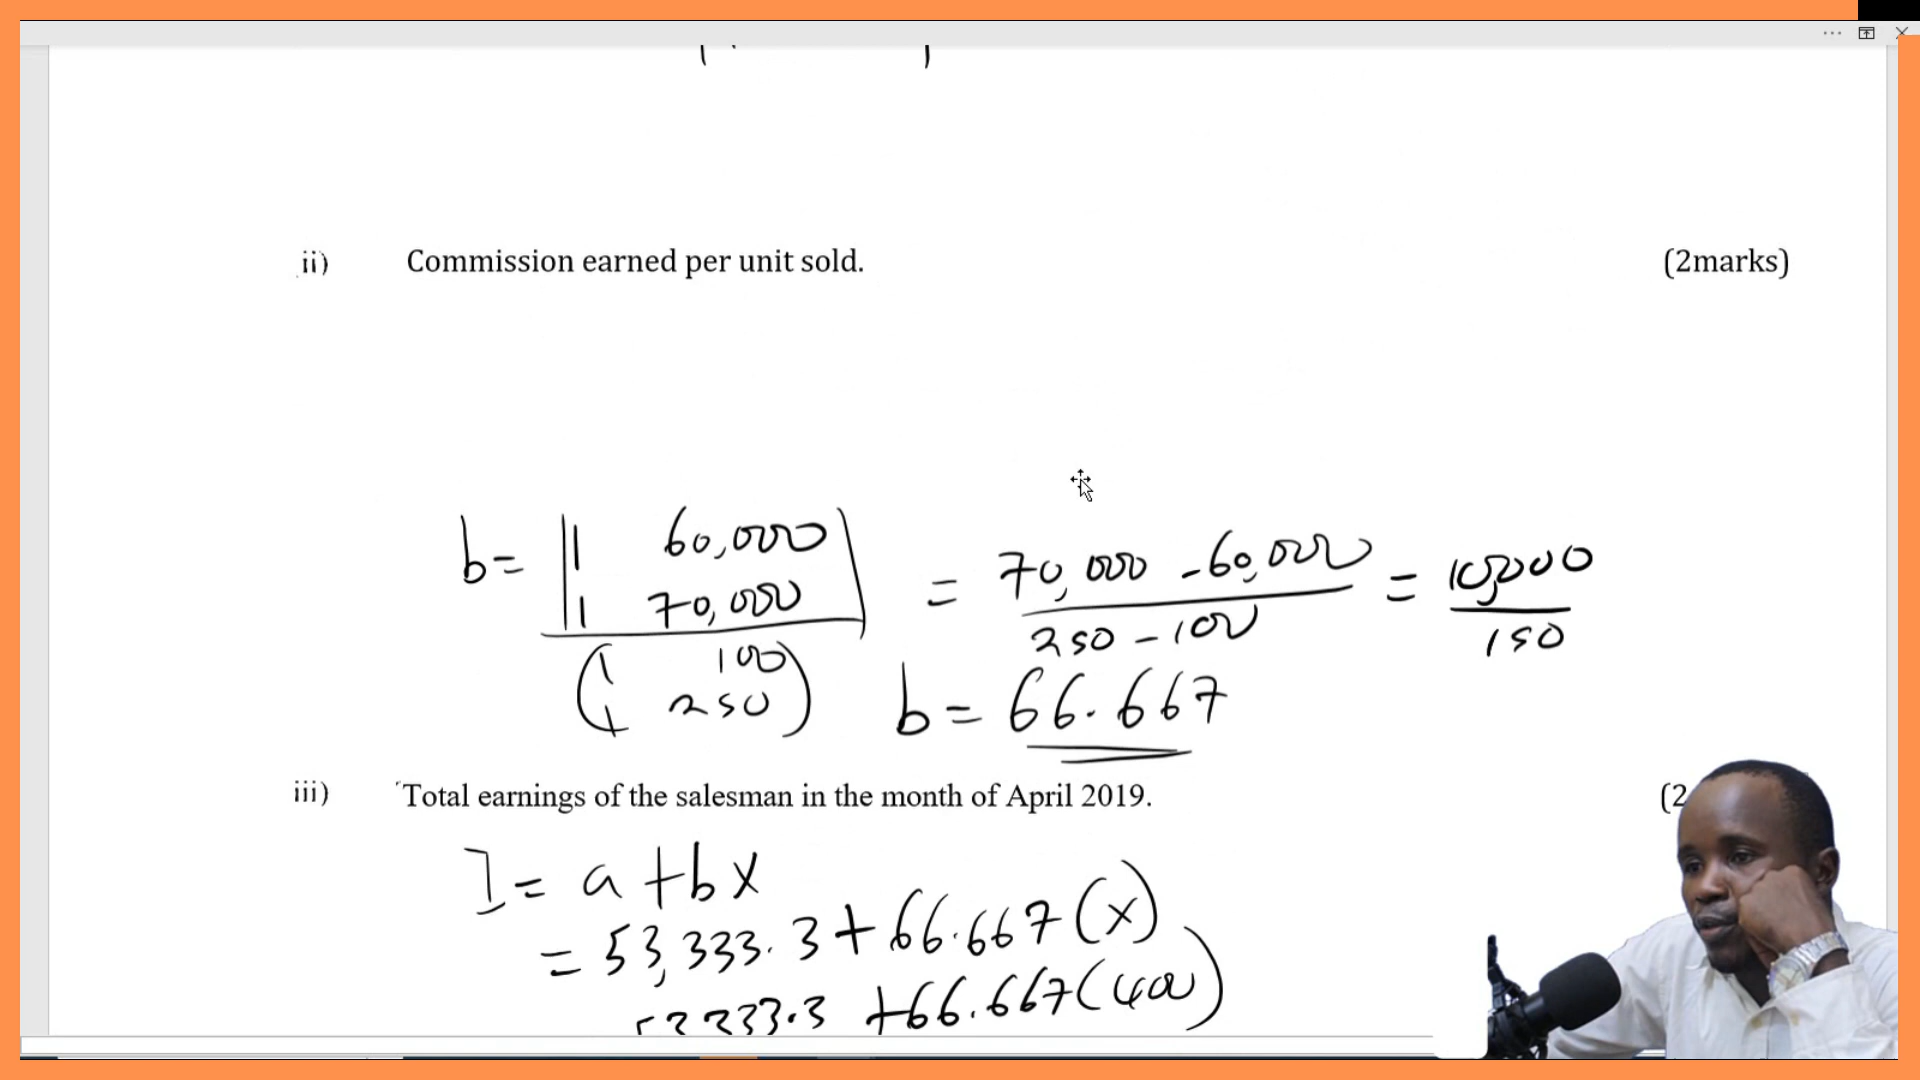 ii) Commission earned per unit sold. (2marks)
b = | 1 60,000 | = 70,000 - 60,000 = 10,000
| 1 70,000 | 250 - 100 150
( 1 100 )
( 1 250 ) b = 66.667
iii) Total earnings of the salesman in the month of April 2019. (2
I = a + b x
= 53,333.3 + 66.667 (x)
53333.3 + 66.667 (400)